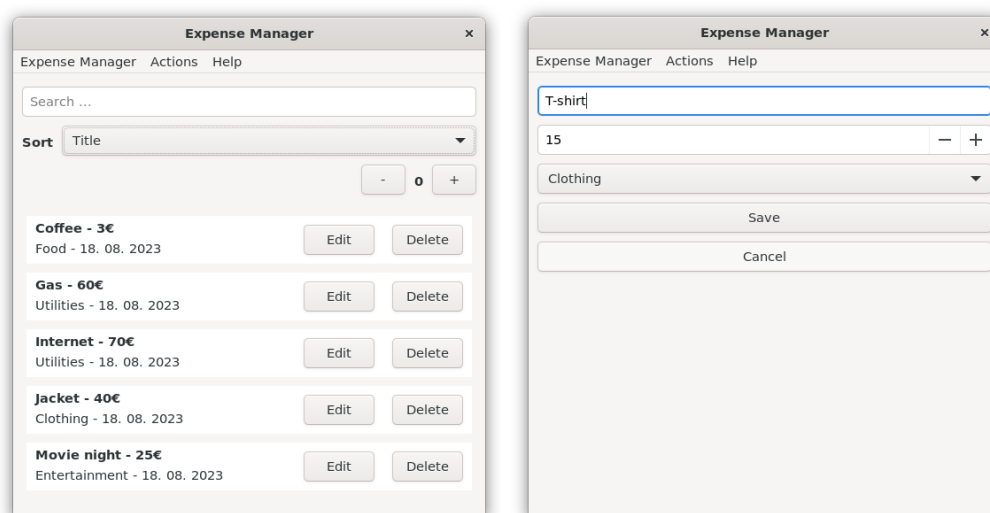 Expense Manager ×
Expense Manager Actions Help
Search ...
Sort Title
- 0 +
Coffee - 3€
Food - 18. 08. 2023
Edit Delete
Gas - 60€
Utilities - 18. 08. 2023
Edit Delete
Internet - 70€
Utilities - 18. 08. 2023
Edit Delete
Jacket - 40€
Clothing - 18. 08. 2023
Edit Delete
Movie night - 25€
Entertainment - 18. 08. 2023
Edit Delete
Expense Manager ×
Expense Manager Actions Help
T-shirt
15 − +
Clothing
Save
Cancel